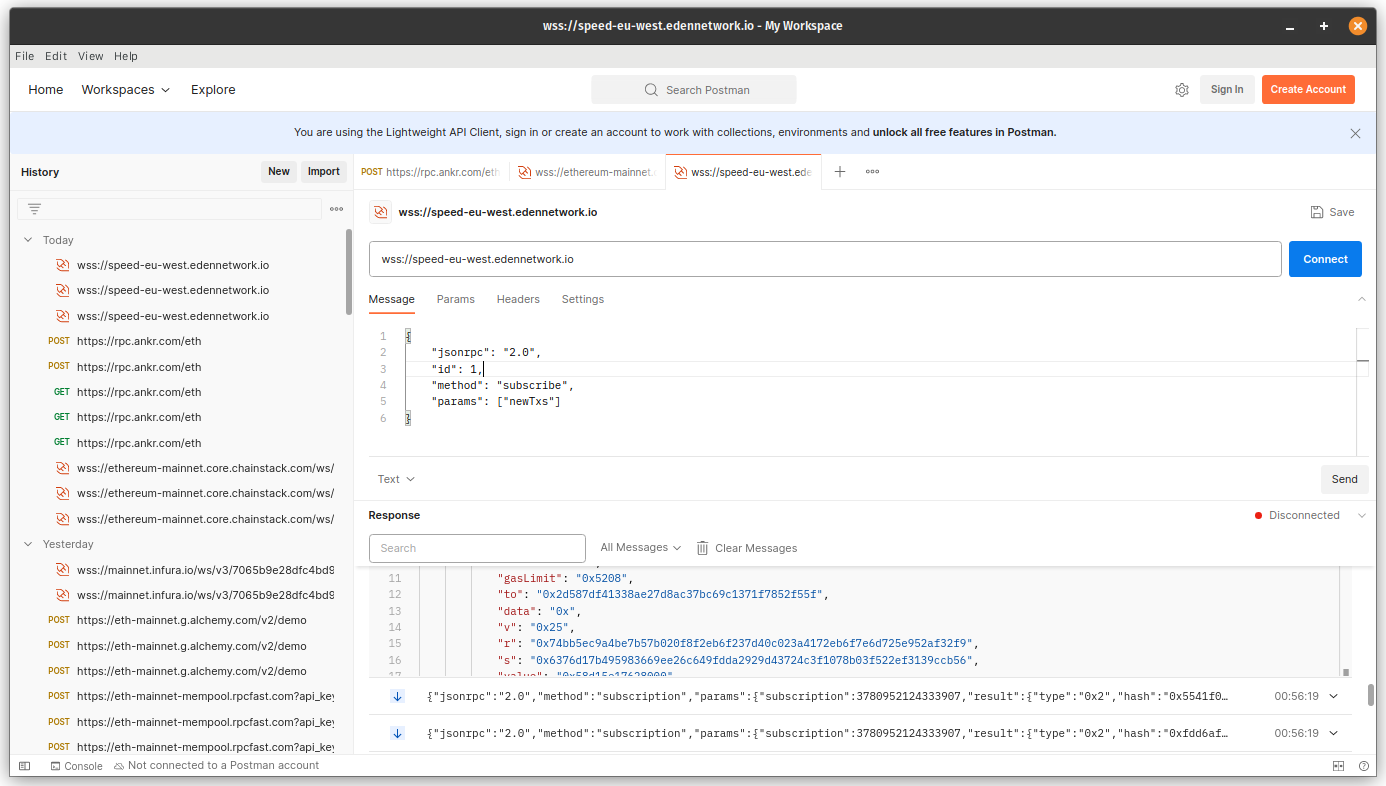 wss://speed-eu-west.edennetwork.io - My Workspace
File Edit View Help
Home Workspaces Explore Search Postman Sign In Create Account
You are using the Lightweight API Client, sign in or create an account to work with collections, environments and unlock all free features in Postman.
History New Import
Today
wss://speed-eu-west.edennetwork.io
wss://speed-eu-west.edennetwork.io
wss://speed-eu-west.edennetwork.io
POST https://rpc.ankr.com/eth
POST https://rpc.ankr.com/eth
GET https://rpc.ankr.com/eth
GET https://rpc.ankr.com/eth
GET https://rpc.ankr.com/eth
wss://ethereum-mainnet.core.chainstack.com/ws/
wss://ethereum-mainnet.core.chainstack.com/ws/
wss://ethereum-mainnet.core.chainstack.com/ws/
Yesterday
wss://mainnet.infura.io/ws/v3/7065b9e28dfc4bd9
wss://mainnet.infura.io/ws/v3/7065b9e28dfc4bd9
POST https://eth-mainnet.g.alchemy.com/v2/demo
POST https://eth-mainnet.g.alchemy.com/v2/demo
POST https://eth-mainnet.g.alchemy.com/v2/demo
POST https://eth-mainnet-mempool.rpcfast.com?api_key
POST https://eth-mainnet-mempool.rpcfast.com?api_key
POST https://eth-mainnet-mempool.rpcfast.com?api_key
POST https://rpc.ankr.com/eth wss://ethereum-mainnet. wss://speed-eu-west.ede
wss://speed-eu-west.edennetwork.io Save
wss://speed-eu-west.edennetwork.io Connect
Message Params Headers Settings
1 {
2 "jsonrpc": "2.0",
3 "id": 1,
4 "method": "subscribe",
5 "params": ["newTxs"]
6 }
Text Send
Response Disconnected
Search All Messages Clear Messages
11 "gasLimit": "0x5208",
12 "to": "0x2d587df41338ae27d8ac37bc69c1371f7852f55f",
13 "data": "0x",
14 "v": "0x25",
15 "r": "0x74bb5ec9a4be7b57b020f8f2eb6f237d40c023a4172eb6f7e6d725e952af32f9",
16 "s": "0x6376d17b495983669ee26c649fdda2929d43724c3f1078b03f522ef3139ccb56",
17 "value": "0x58d15e17628000"
{"jsonrpc":"2.0","method":"subscription","params":{"subscription":3780952124333907,"result":{"type":"0x2","hash":"0x5541f0… 00:56:19
{"jsonrpc":"2.0","method":"subscription","params":{"subscription":3780952124333907,"result":{"type":"0x2","hash":"0xfdd6af… 00:56:19
Console Not connected to a Postman account